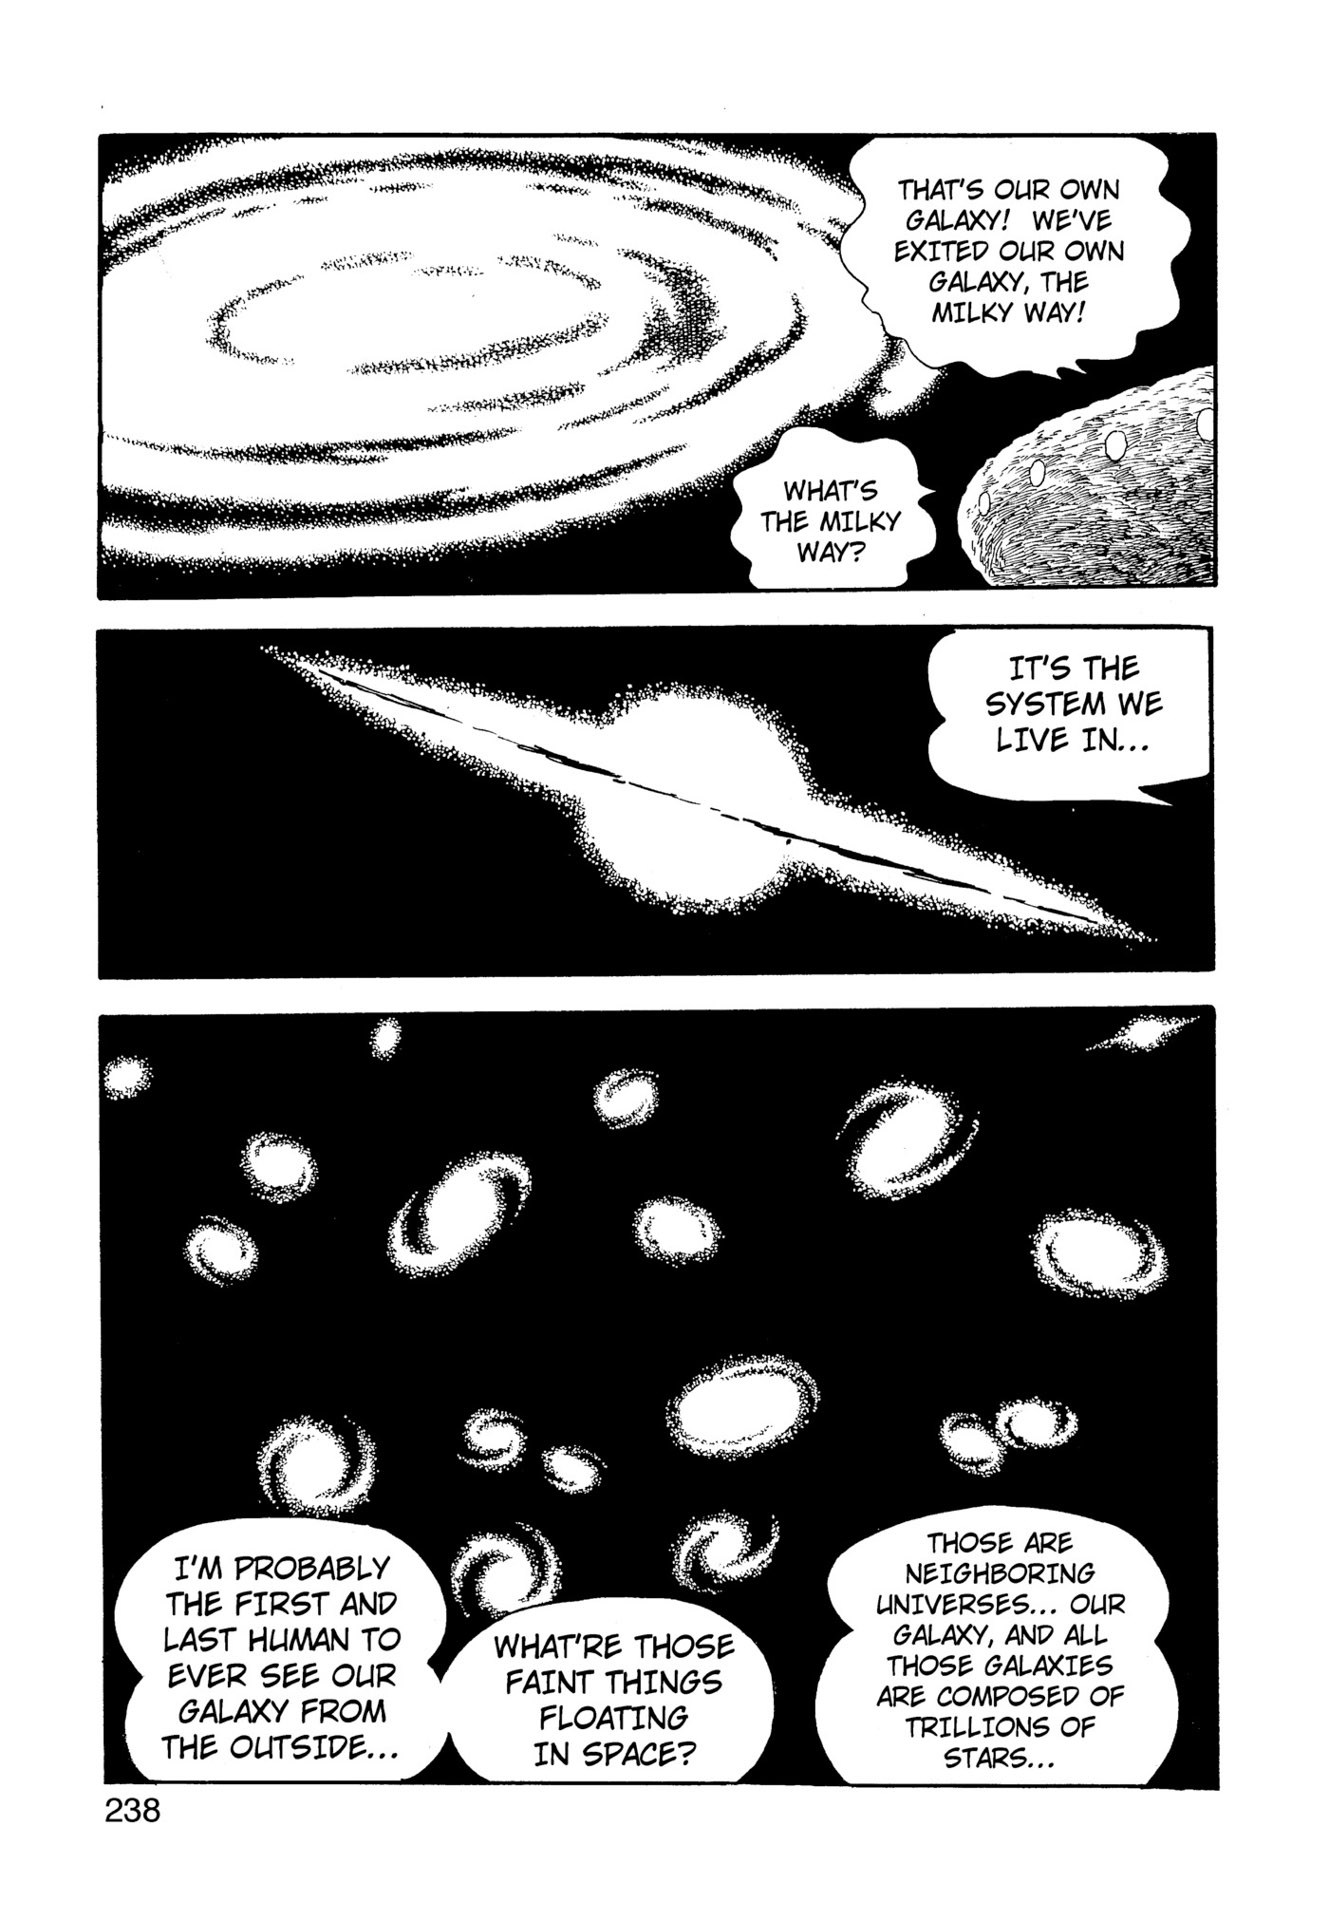 THAT'S OUR OWN
GALAXY! WE'VE
EXITED OUR OWN
GALAXY, THE
MILKY WAY!
WHAT'S
THE MILKY
WAY?
IT'S THE
SYSTEM WE
LIVE IN...
I'M PROBABLY
THE FIRST AND
LAST HUMAN TO
EVER SEE OUR
GALAXY FROM
THE OUTSIDE...
WHAT'RE THOSE
FAINT THINGS
FLOATING
IN SPACE?
THOSE ARE
NEIGHBORING
UNIVERSES... OUR
GALAXY, AND ALL
THOSE GALAXIES
ARE COMPOSED OF
TRILLIONS OF
STARS...
238